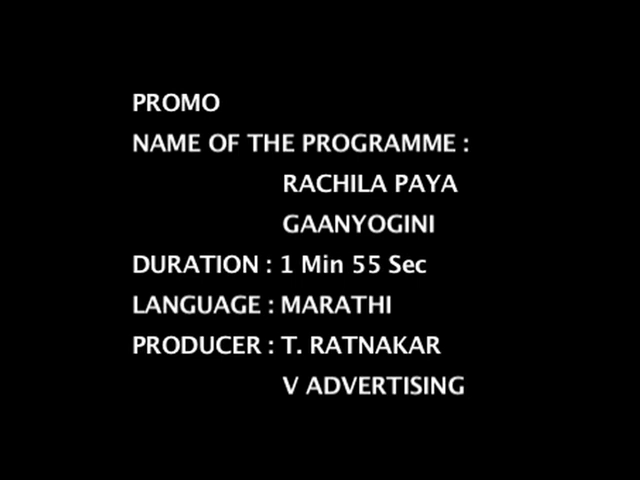 PROMO
NAME OF THE PROGRAMME :
RACHILA PAYA
GAANYOGINI
DURATION : 1 Min 55 Sec
LANGUAGE : MARATHI
PRODUCER : T. RATNAKAR
V ADVERTISING